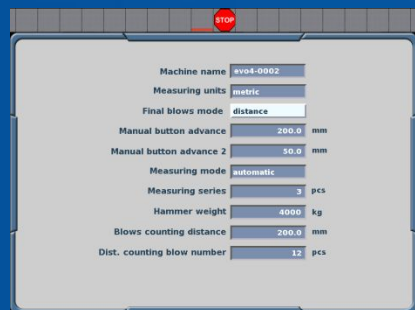 STOP
Machine name evo4-0002
Measuring units metric
Final blows mode distance
Manual button advance 200.0 mm
Manual button advance 2 50.0 mm
Measuring mode automatic
Measuring series 3 pcs
Hammer weight 4000 kg
Blows counting distance 200.0 mm
Dist. counting blow number 12 pcs